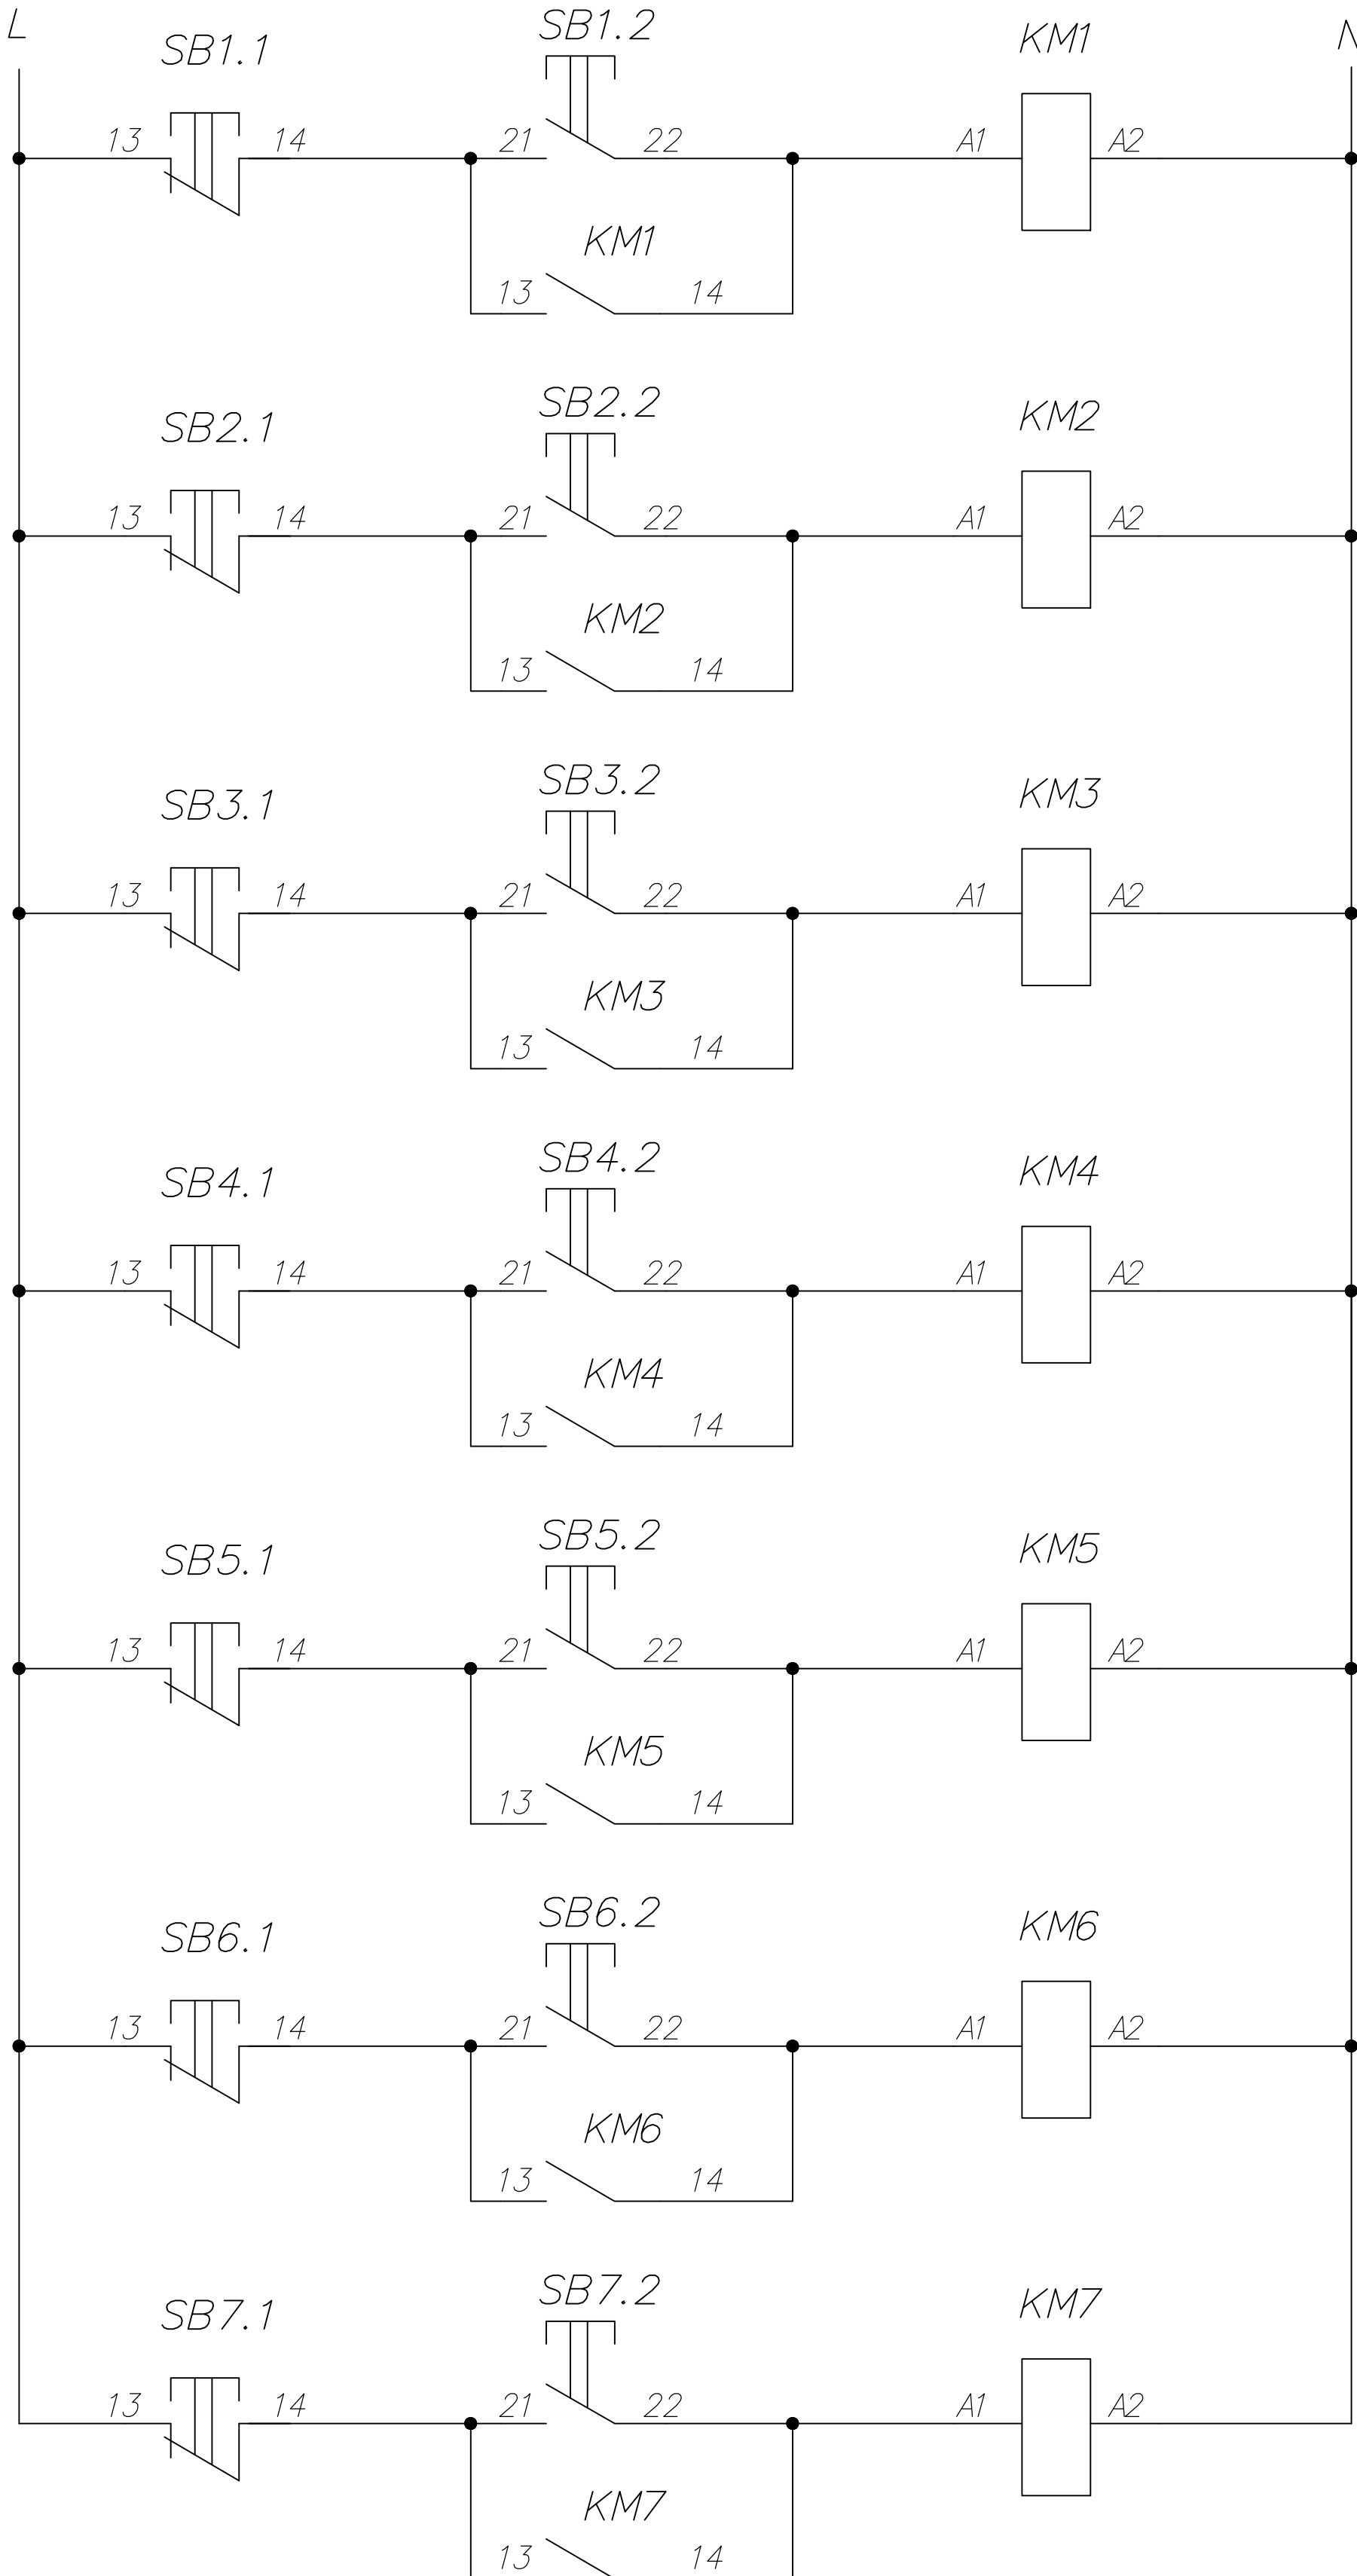 L SB1.1 SB1.2 KM1 N
13 14 21 22 A1 A2
KM1
13 14
SB2.1 SB2.2 KM2
13 14 21 22 A1 A2
KM2
13 14
SB3.1 SB3.2 KM3
13 14 21 22 A1 A2
KM3
13 14
SB4.1 SB4.2 KM4
13 14 21 22 A1 A2
KM4
13 14
SB5.1 SB5.2 KM5
13 14 21 22 A1 A2
KM5
13 14
SB6.1 SB6.2 KM6
13 14 21 22 A1 A2
KM6
13 14
SB7.1 SB7.2 KM7
13 14 21 22 A1 A2
KM7
13 14